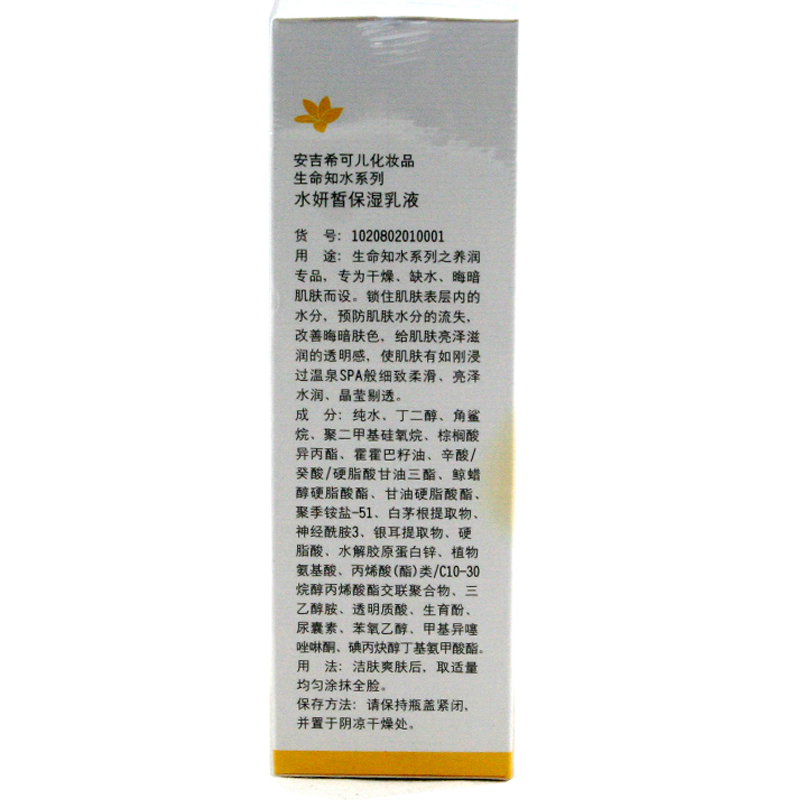 安吉希可儿化妆品
生命知水系列
水妍皙保湿乳液
货 号：1020802010001
用 途：生命知水系列之养润
专品，专为干燥、缺水、晦暗
肌肤而设。锁住肌肤表层内的
水分，预防肌肤水分的流失，
改善晦暗肤色，给肌肤亮泽滋
润的透明感，使肌肤有如刚浸
过温泉SPA般细致柔滑、亮泽
水润、晶莹剔透。
成 分：纯水、丁二醇、角鲨
烷、聚二甲基硅氧烷、棕榈酸
异丙酯、霍霍巴籽油、辛酸/
癸酸/硬脂酸甘油三酯、鲸蜡
醇硬脂酸酯、甘油硬脂酸酯、
聚季铵盐-51、白茅根提取物、
神经酰胺3、银耳提取物、硬
脂酸、水解胶原蛋白锌、植物
氨基酸、丙烯酸(酯)类/C10-30
烷醇丙烯酸酯交联聚合物、三
乙醇胺、透明质酸、生育酚、
尿囊素、苯氧乙醇、甲基异噻
唑啉酮、碘丙炔醇丁基氨甲酸酯。
用 法：洁肤爽肤后，取适量
均匀涂抹全脸。
保存方法：请保持瓶盖紧闭，
并置于阴凉干燥处。